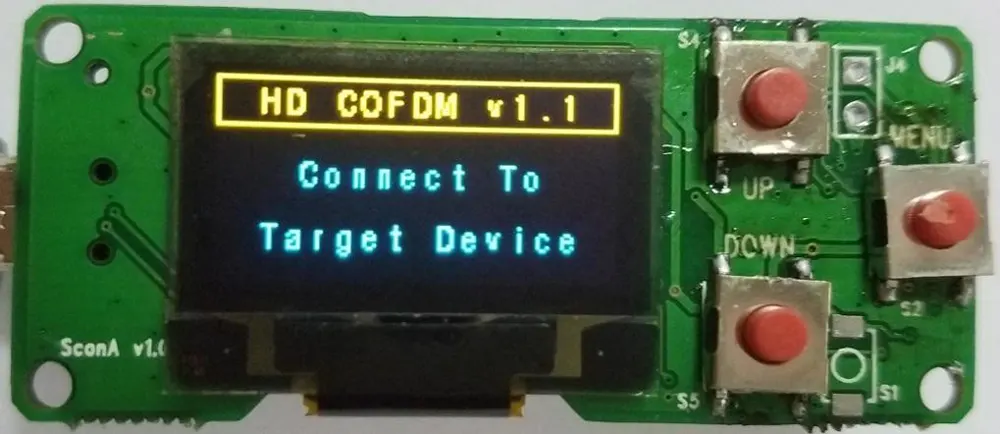 HD COFDM v1.1
Connect To
Target Device
S4
J4
MENU
UP
DOWN
S2
SconA v1.0
S5
S1